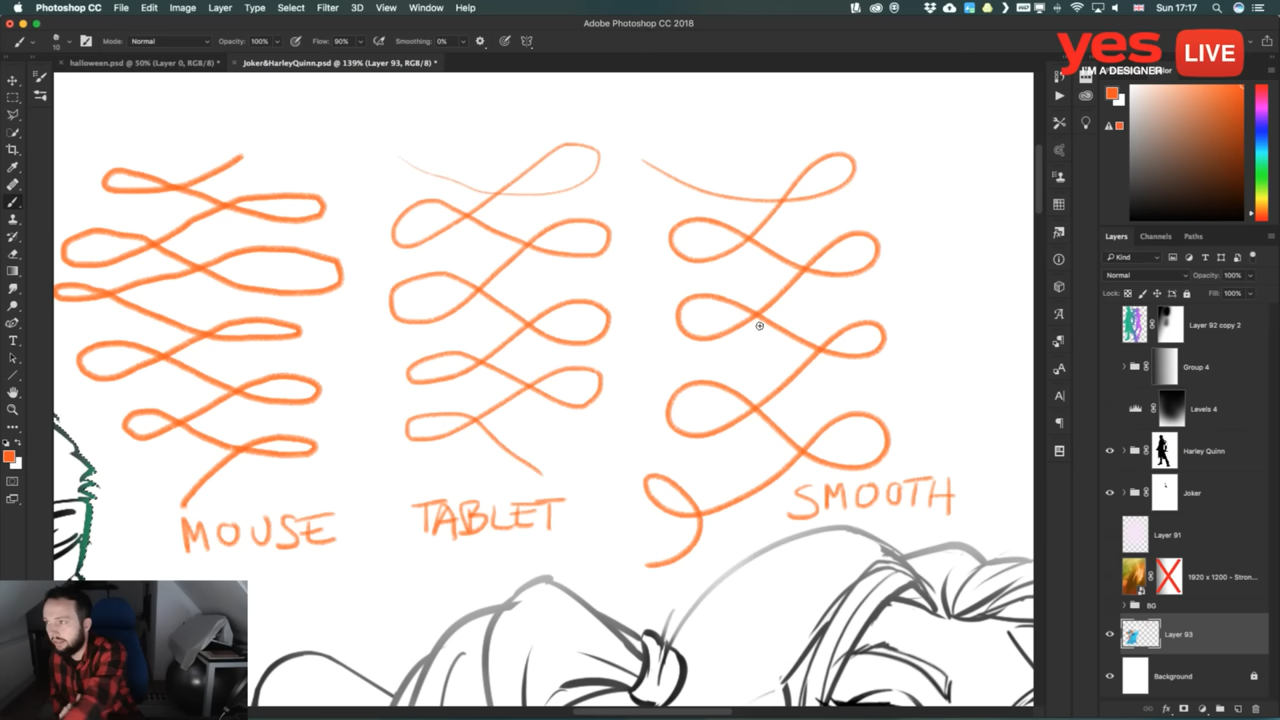 Photoshop CC File Edit Image Layer Type Select Filter 3D View Window Help Sun 17:17
Adobe Photoshop CC 2018
Mode: Normal Opacity: 100% Flow: 90% Smoothing: 0%
10
halloween.psd @ 50% (Layer 0, RGB/8) * Joker&HarleyQuinn.psd @ 139% (Layer 93, RGB/8) *
yes LIVE
I'M A DESIGNER
Color
Layers Channels Paths
Kind
Normal Opacity: 100%
Lock: Fill: 100%
Layer 92 copy 2
Group 4
Levels 4
Harley Quinn
Joker
Layer 91
1920 x 1200 - Stron...
BG
Layer 93
Background
MOUSE
TABLET
SMOOTH